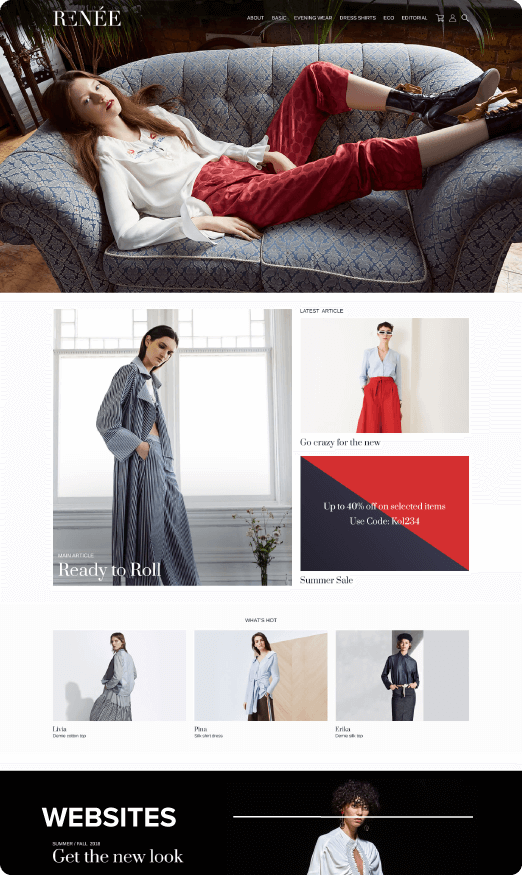 RENÉE
ABOUT BASIC EVENING WEAR DRESS SHIRTS ECO EDITORIAL
LATEST ARTICLE
Go crazy for the new
Up to 40% off on selected items
Use Code: Kol234
Summer Sale
MAIN ARTICLE
Ready to Roll
WHAT'S HOT
Livia
Denim cotton top
Pina
Silk shirt dress
Erika
Denim silk top
WEBSITES
SUMMER / FALL 2018
Get the new look